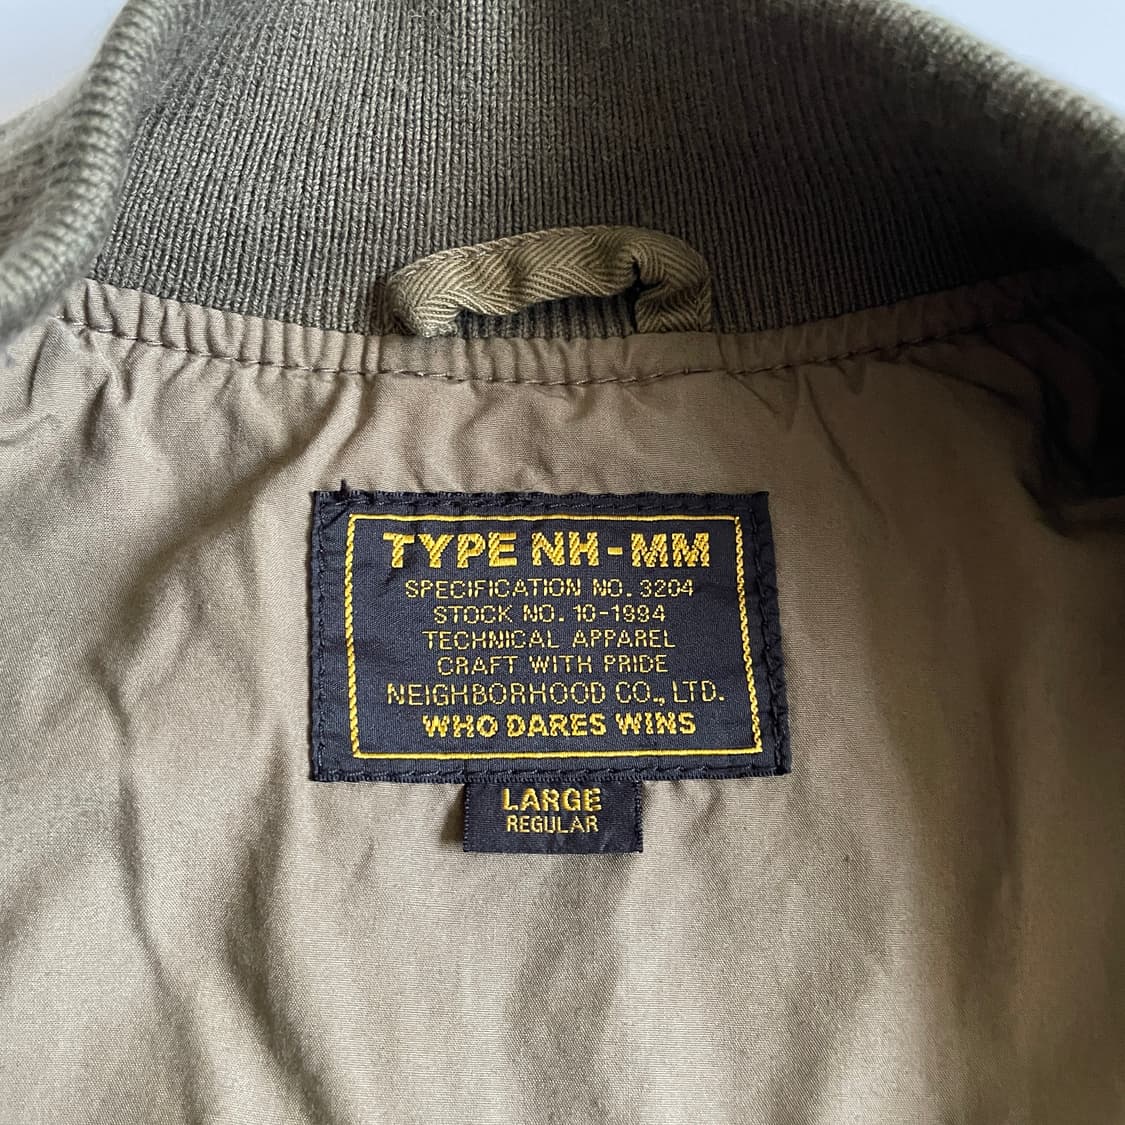 TYPE NH-MM
SPECIFICATION NO. 3204
STOCK NO. 10-1994
TECHNICAL APPAREL
CRAFT WITH PRIDE
NEIGHBORHOOD CO., LTD.
WHO DARES WINS
LARGE
REGULAR